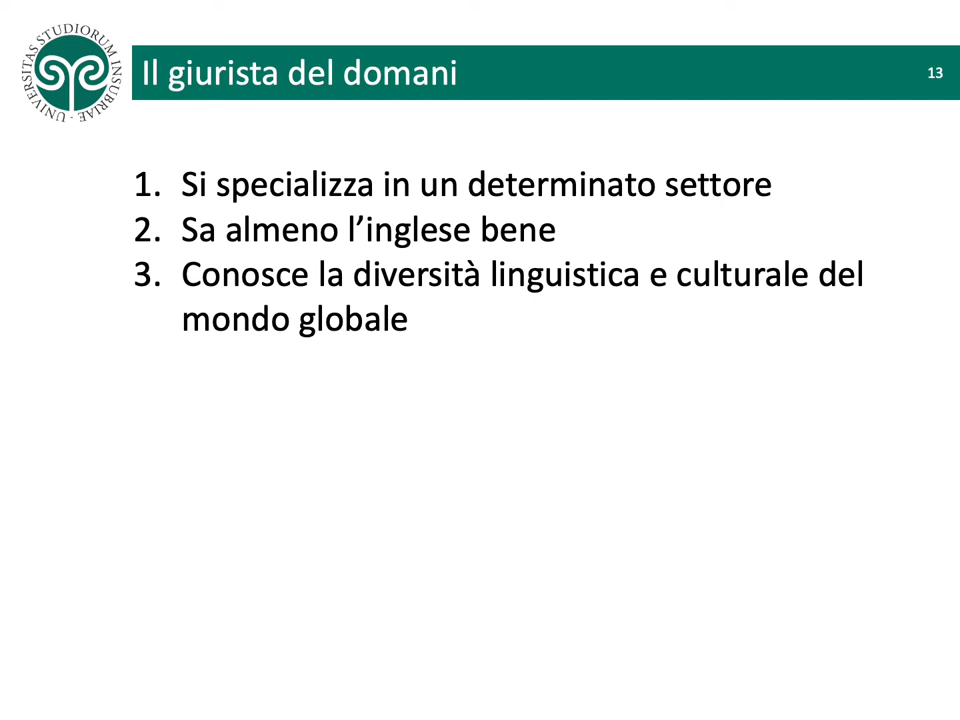 UNIVERSITAS STUDIORUM INSUBRIAE
Il giurista del domani
13
1. Si specializza in un determinato settore
2. Sa almeno l’inglese bene
3. Conosce la diversità linguistica e culturale del
mondo globale